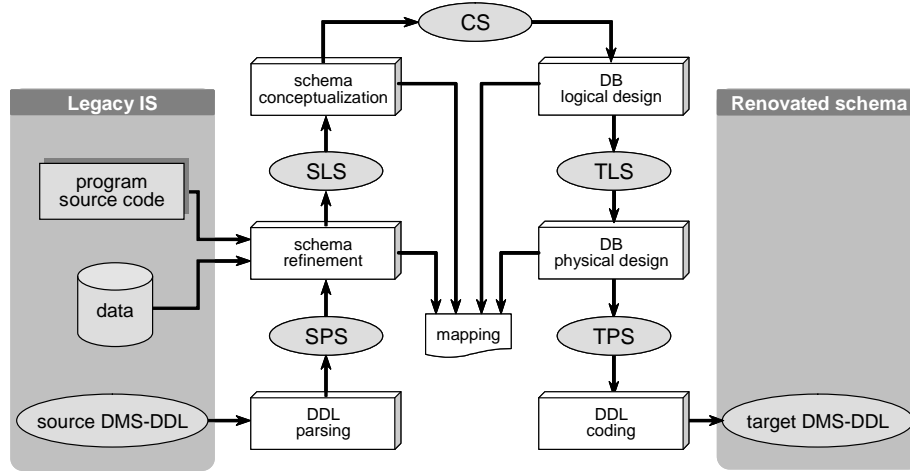 CS
schema
conceptualization
DB
logical design
Legacy IS
Renovated schema
program
source code
SLS
TLS
schema
refinement
DB
physical design
data
SPS
mapping
TPS
source DMS-DDL
DDL
parsing
DDL
coding
target DMS-DDL